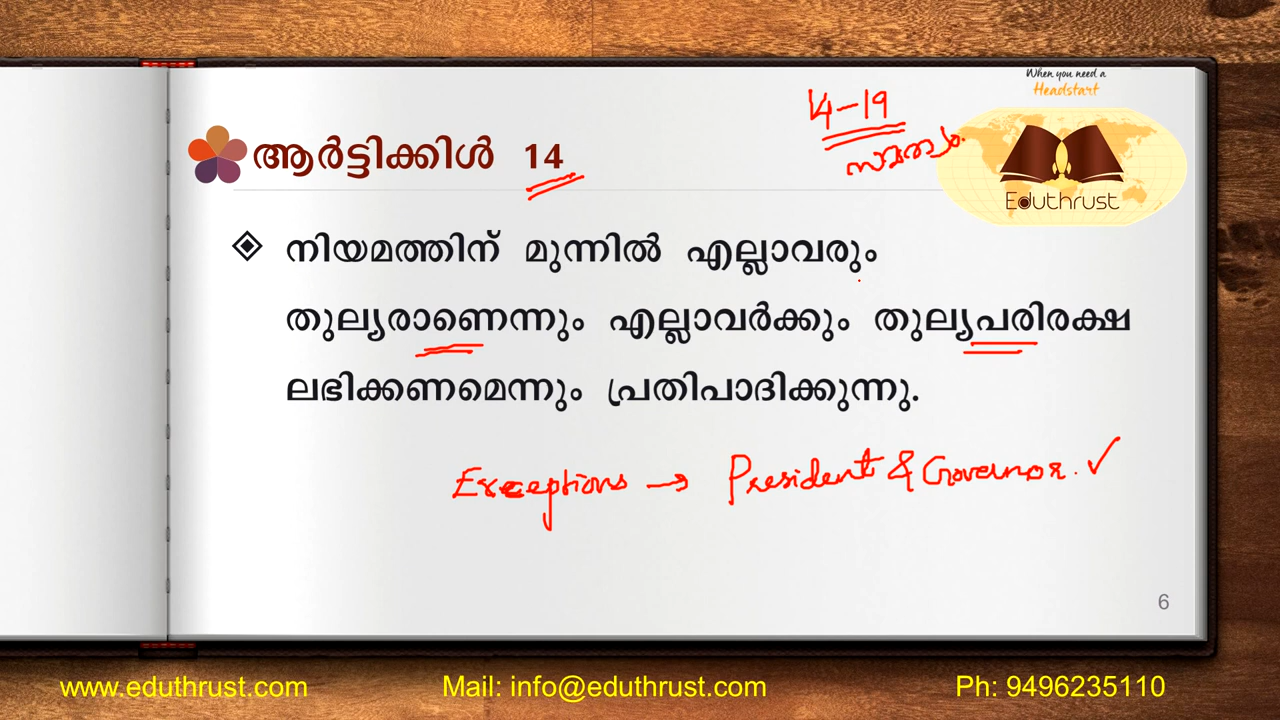 When you need a
Headstart
14-19
ആർട്ടിക്കിൾ 14
Eduthrust
നിയമത്തിന് മുന്നിൽ എല്ലാവരും
തുല്യരാണെന്നും എല്ലാവർക്കും തുല്യപരിരക്ഷ
ലഭിക്കണമെന്നും പ്രതിപാദിക്കുന്നു.
Exceptions → President & Governor. ✓
6
www.eduthrust.com Mail: info@eduthrust.com Ph: 9496235110